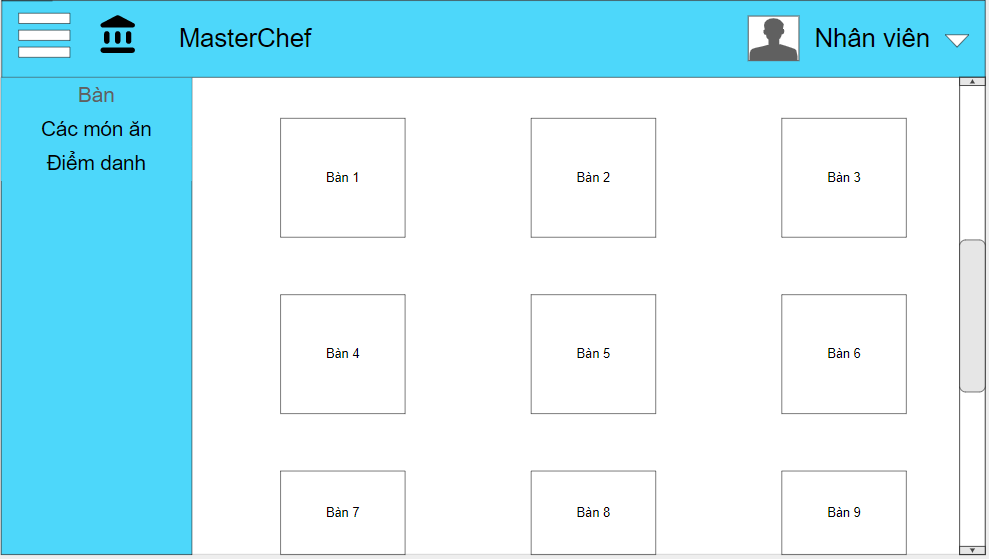 MasterChef
Nhân viên
Bàn
Các món ăn
Điểm danh
Bàn 1
Bàn 2
Bàn 3
Bàn 4
Bàn 5
Bàn 6
Bàn 7
Bàn 8
Bàn 9